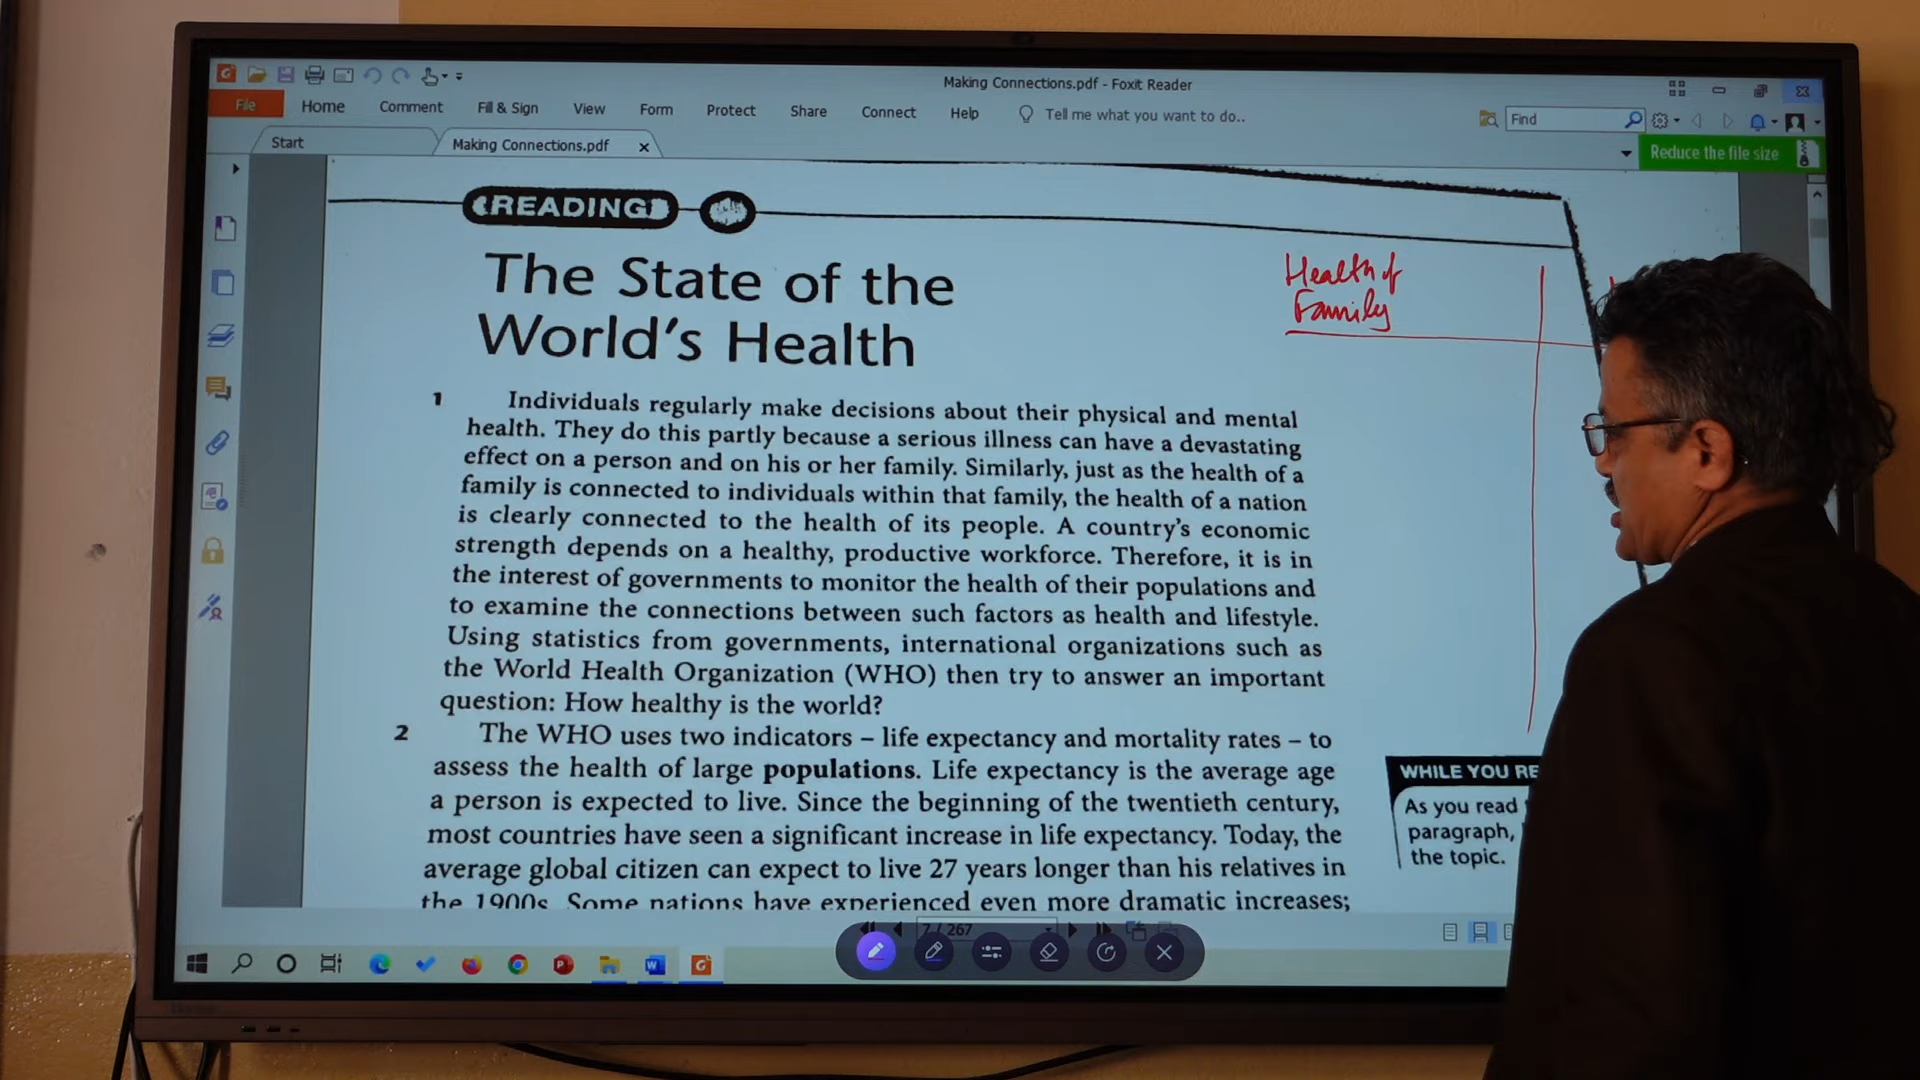 Making Connections.pdf - Foxit Reader
File Home Comment Fill & Sign View Form Protect Share Connect Help Tell me what you want to do.. Find
Start Making Connections.pdf Reduce the file size
READING
The State of the
World's Health
Health of
Family
1 Individuals regularly make decisions about their physical and mental
health. They do this partly because a serious illness can have a devastating
effect on a person and on his or her family. Similarly, just as the health of a
family is connected to individuals within that family, the health of a nation
is clearly connected to the health of its people. A country's economic
strength depends on a healthy, productive workforce. Therefore, it is in
the interest of governments to monitor the health of their populations and
to examine the connections between such factors as health and lifestyle.
Using statistics from governments, international organizations such as
the World Health Organization (WHO) then try to answer an important
question: How healthy is the world?
2 The WHO uses two indicators – life expectancy and mortality rates – to
assess the health of large populations. Life expectancy is the average age
a person is expected to live. Since the beginning of the twentieth century,
most countries have seen a significant increase in life expectancy. Today, the
average global citizen can expect to live 27 years longer than his relatives in
the 1900s. Some nations have experienced even more dramatic increases;
WHILE YOU RE
As you read
paragraph,
the topic.
7 / 267